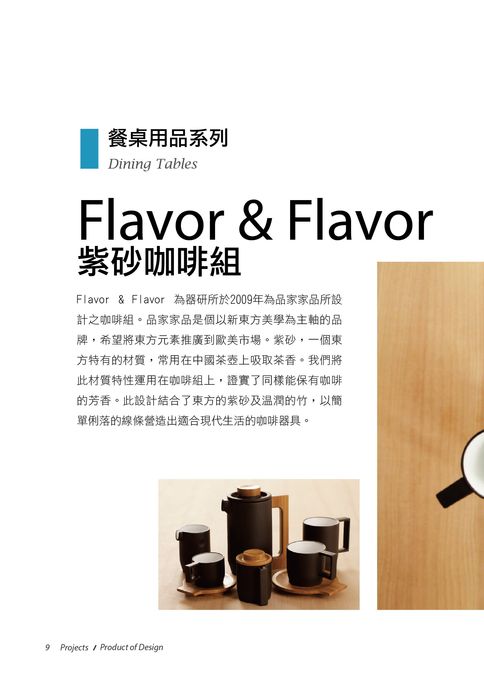 餐桌用品系列
Dining Tables
Flavor & Flavor
紫砂咖啡組
Flavor & Flavor 為器研所於2009年為品家家品所設
計之咖啡組。品家家品是個以新東方美學為主軸的品
牌，希望將東方元素推廣到歐美市場。紫砂，一個東
方特有的材質，常用在中國茶壺上吸取茶香。我們將
此材質特性運用在咖啡組上，證實了同樣能保有咖啡
的芳香。此設計結合了東方的紫砂及温潤的竹，以簡
單俐落的線條營造出適合現代生活的咖啡器具。
9 Projects / Product of Design